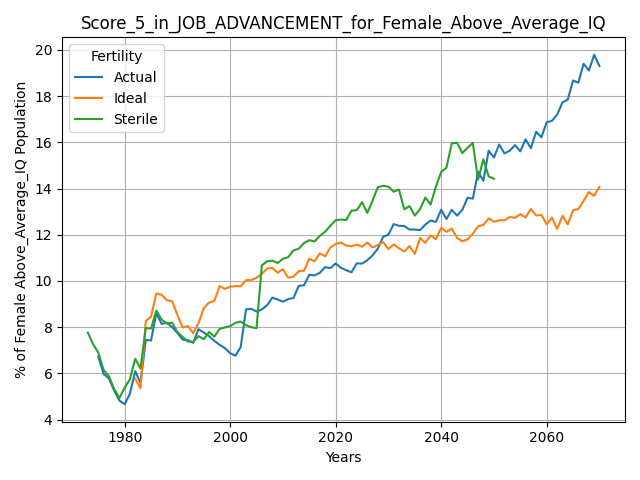 Score_5_in_JOB_ADVANCEMENT_for_Female_Above_Average_IQ
% of Female Above_Average_IQ Population
20
18
16
14
12
10
8
6
4
Fertility
Actual
Ideal
Sterile
1980 2000 2020 2040 2060
Years